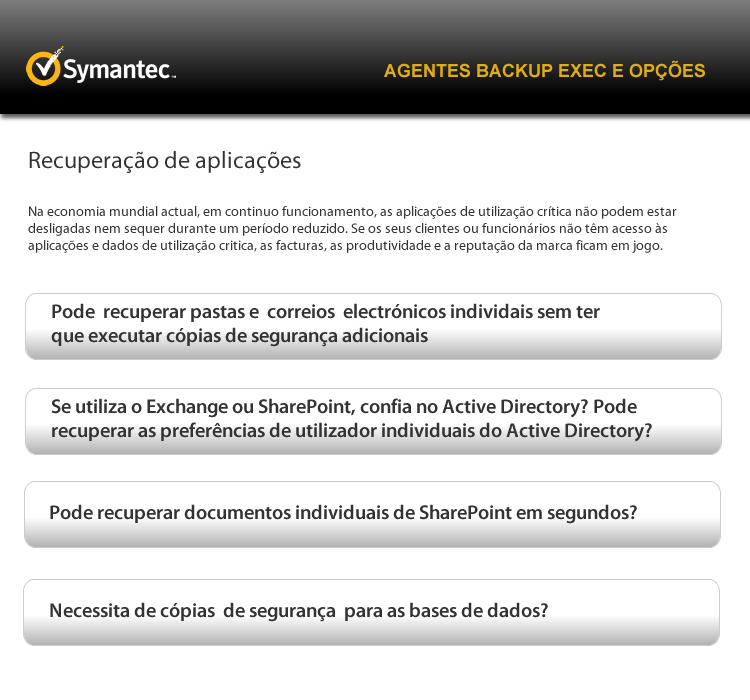 Symantec™
AGENTES BACKUP EXEC E OPÇÕES
Recuperação de aplicações
Na economia mundial actual, em continuo funcionamento, as aplicações de utilização crítica não podem estar
desligadas nem sequer durante um período reduzido. Se os seus clientes ou funcionários não têm acesso às
aplicações e dados de utilização critica, as facturas, as produtividade e a reputação da marca ficam em jogo.
Pode recuperar pastas e correios electrónicos individais sem ter
que executar cópias de segurança adicionais
Se utiliza o Exchange ou SharePoint, confia no Active Directory? Pode
recuperar as preferências de utilizador individuais do Active Directory?
Pode recuperar documentos individuais de SharePoint em segundos?
Necessita de cópias de segurança para as bases de dados?